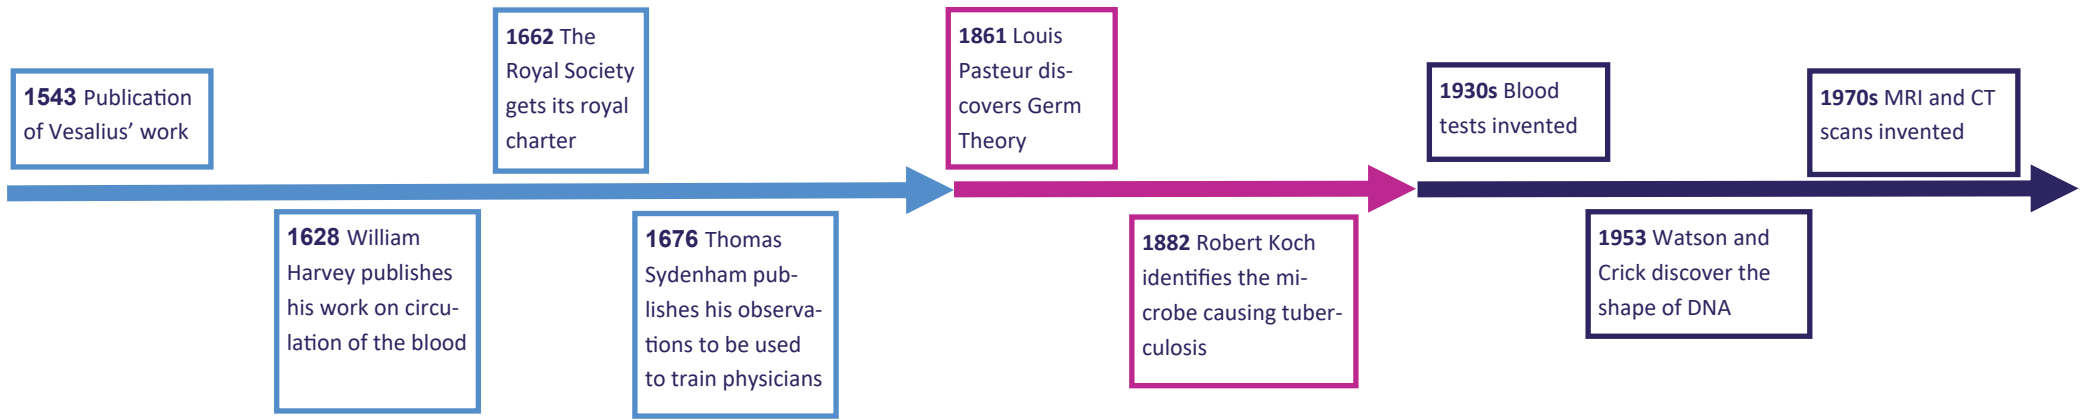 1543 Publication
of Vesalius’ work
1628 William
Harvey publishes
his work on circu-
lation of the blood
1662 The
Royal Society
gets its royal
charter
1676 Thomas
Sydenham pub-
lishes his observa-
tions to be used
to train physicians
1861 Louis
Pasteur dis-
covers Germ
Theory
1882 Robert Koch
identifies the mi-
crobe causing tuber-
culosis
1930s Blood
tests invented
1953 Watson and
Crick discover the
shape of DNA
1970s MRI and CT
scans invented